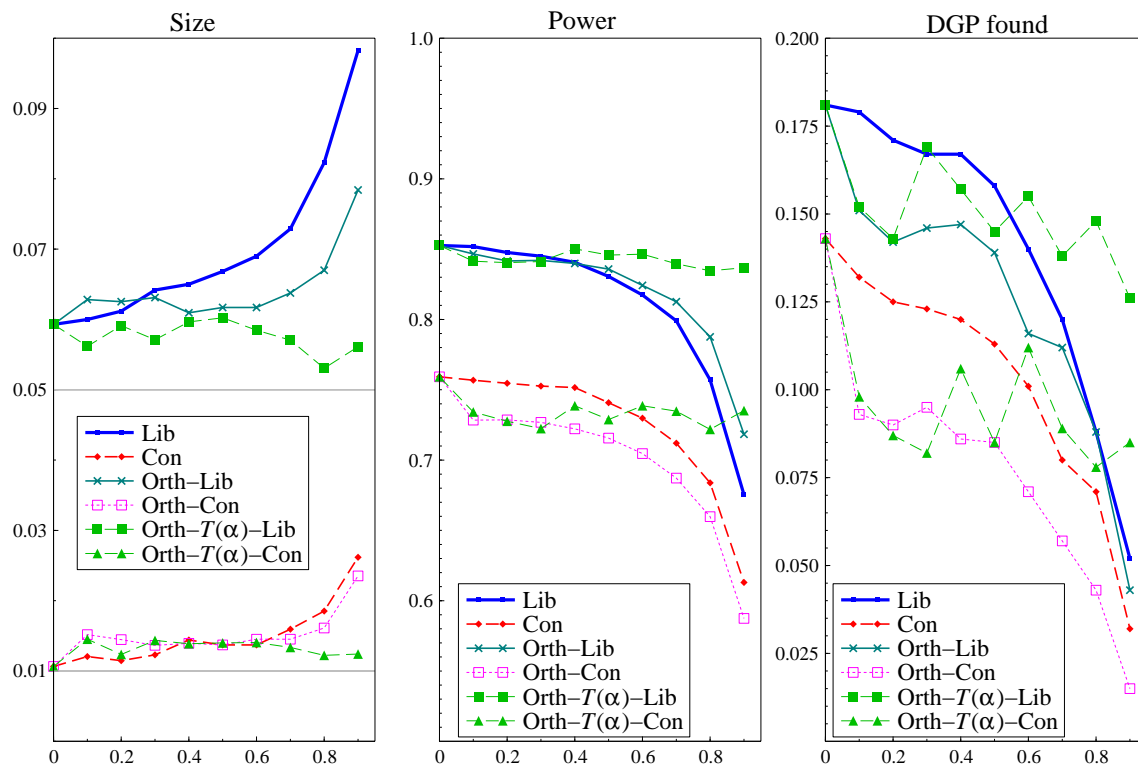 Size
0.09
0.07
0.05
0.03
0.01
Lib
Con
Orth−Lib
Orth−Con
Orth−T(α)−Lib
Orth−T(α)−Con
0 0.2 0.4 0.6 0.8
Power
1.0
0.9
0.8
0.7
0.6
Lib
Con
Orth−Lib
Orth−Con
Orth−T(α)−Lib
Orth−T(α)−Con
0 0.2 0.4 0.6 0.8
DGP found
0.200
0.175
0.150
0.125
0.100
0.075
0.050
0.025
Lib
Con
Orth−Lib
Orth−Con
Orth−T(α)−Lib
Orth−T(α)−Con
0 0.2 0.4 0.6 0.8